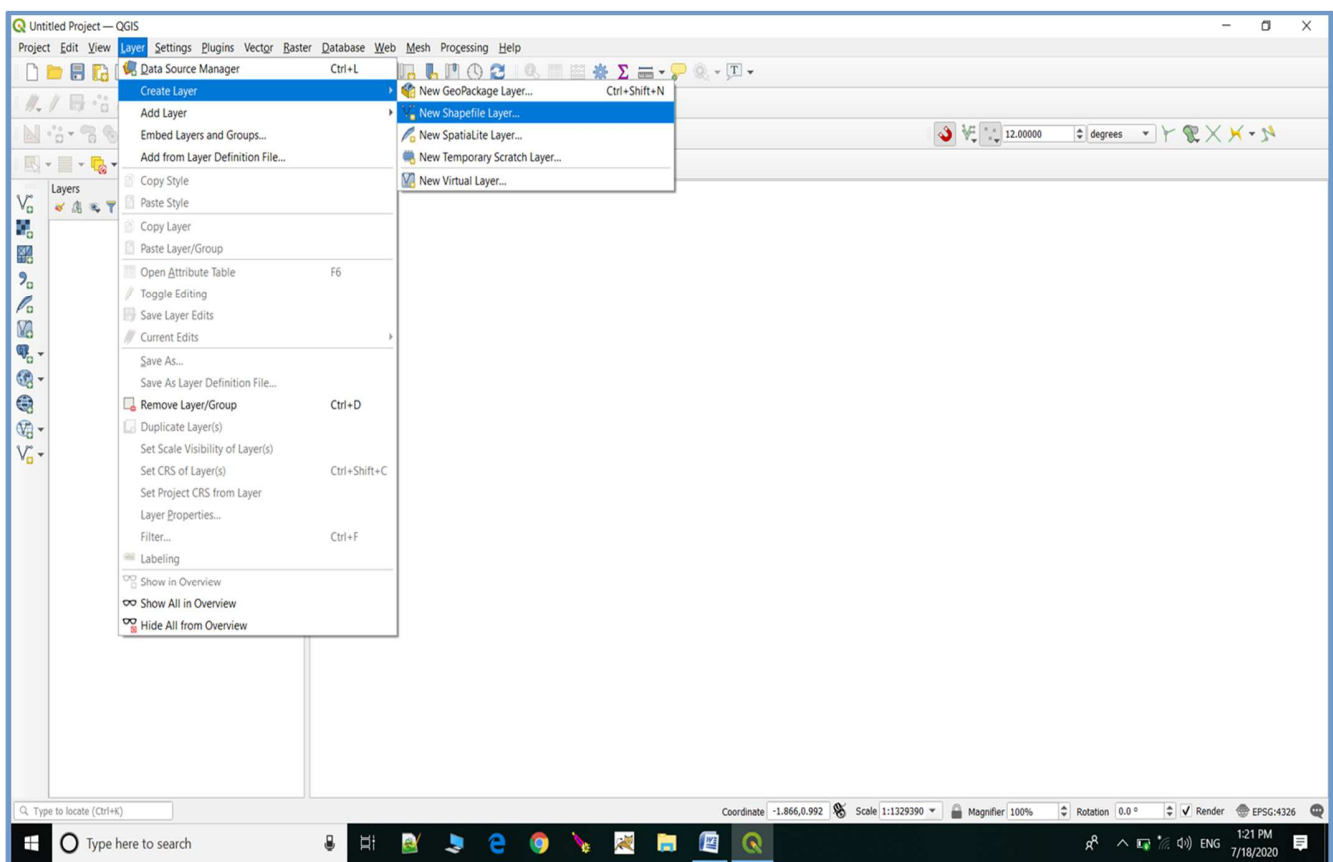 Untitled Project — QGIS
Project Edit View Layer Settings Plugins Vector Raster Database Web Mesh Processing Help
Data Source Manager Ctrl+L
Create Layer
Add Layer
Embed Layers and Groups...
Add from Layer Definition File...
Copy Style
Paste Style
Copy Layer
Paste Layer/Group
Open Attribute Table F6
Toggle Editing
Save Layer Edits
Current Edits
Save As...
Save As Layer Definition File...
Remove Layer/Group Ctrl+D
Duplicate Layer(s)
Set Scale Visibility of Layer(s)
Set CRS of Layer(s) Ctrl+Shift+C
Set Project CRS from Layer
Layer Properties...
Filter... Ctrl+F
Labeling
Show in Overview
Show All in Overview
Hide All from Overview
New GeoPackage Layer... Ctrl+Shift+N
New Shapefile Layer...
New SpatiaLite Layer...
New Temporary Scratch Layer...
New Virtual Layer...
12.00000 degrees
Layers
Type to locate (Ctrl+K) Coordinate -1.866,0.992 Scale 1:1329390 Magnifier 100% Rotation 0.0 ° Render EPSG:4326
Type here to search ENG 1:21 PM
7/18/2020